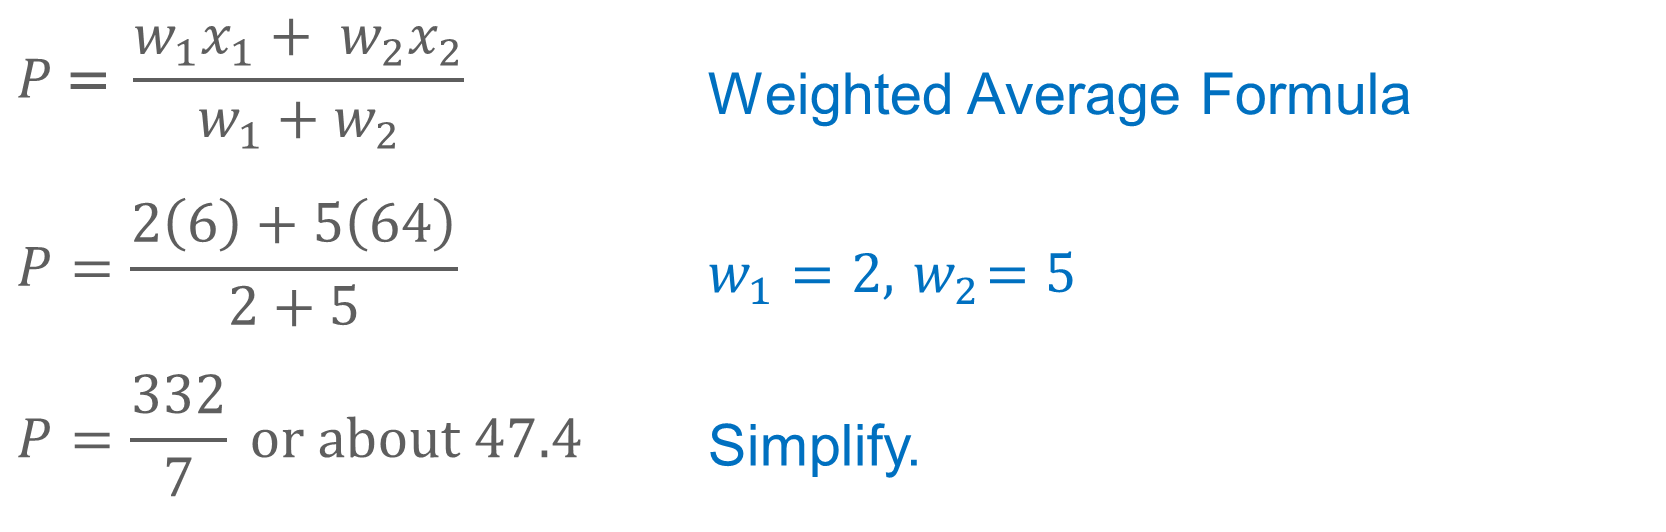 P = (w₁x₁ + w₂x₂)/(w₁ + w₂) Weighted Average Formula
P = (2(6) + 5(64))/(2 + 5) w₁ = 2, w₂ = 5
P = 332/7 or about 47.4 Simplify.